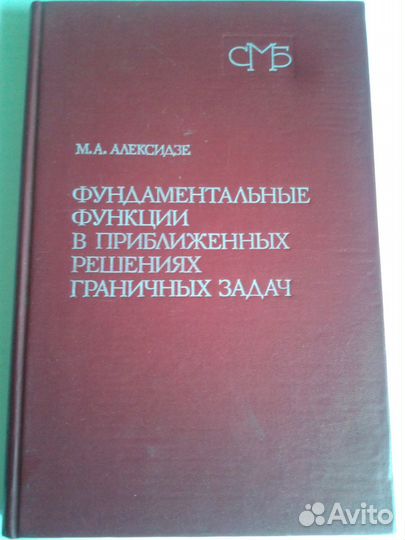 СМБ
М.А. АЛЕКСИДЗЕ
ФУНДАМЕНТАЛЬНЫЕ
ФУНКЦИИ
В ПРИБЛИЖЕННЫХ
РЕШЕНИЯХ
ГРАНИЧНЫХ ЗАДАЧ
Avito